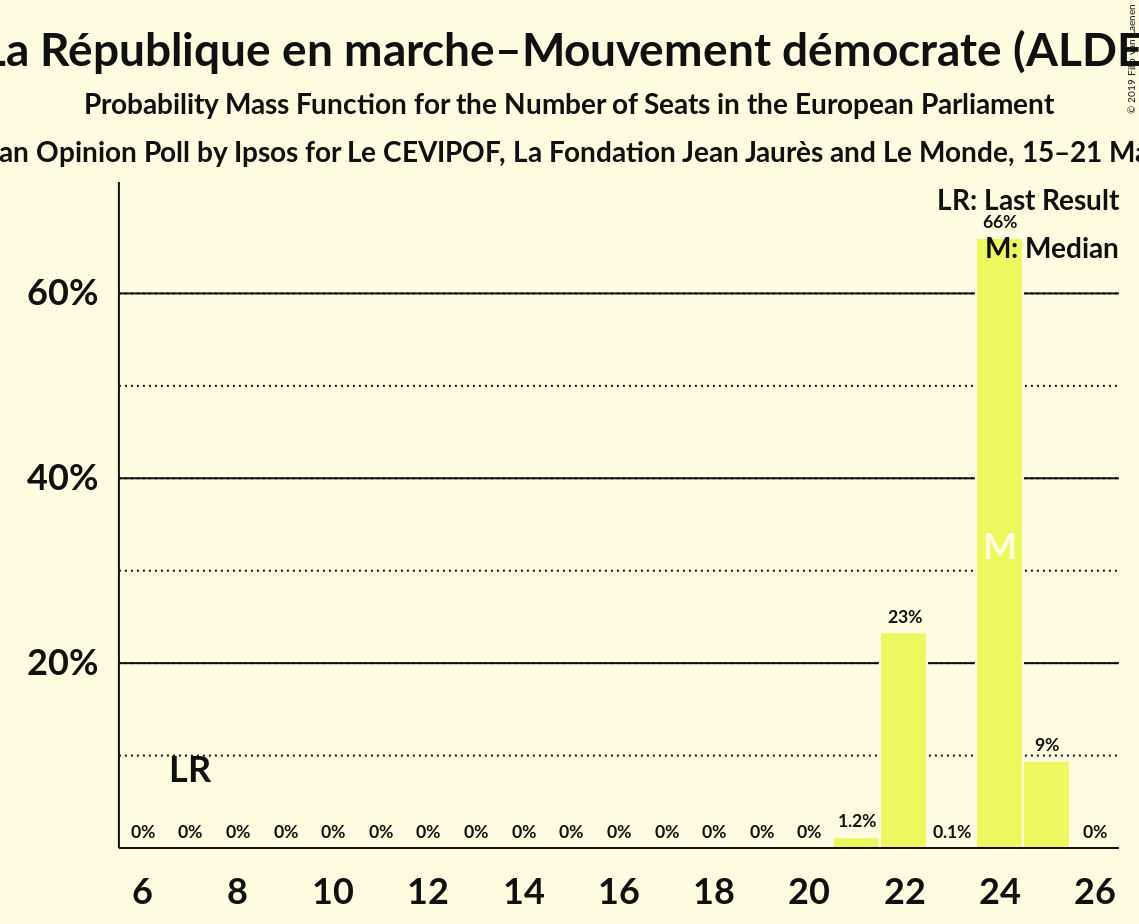 La République en marche–Mouvement démocrate (ALDE
Probability Mass Function for the Number of Seats in the European Parliament
an Opinion Poll by Ipsos for Le CEVIPOF, La Fondation Jean Jaurès and Le Monde, 15–21 Ma
© 2019
LR: Last Result
66%
M: Median
60%
40%
M
23%
20%
9%
LR
1.2%
0% 0% 0% 0% 0% 0% 0% 0% 0% 0% 0% 0% 0% 0% 0% 0.1% 0%
6 8 10 12 14 16 18 20 22 24 26